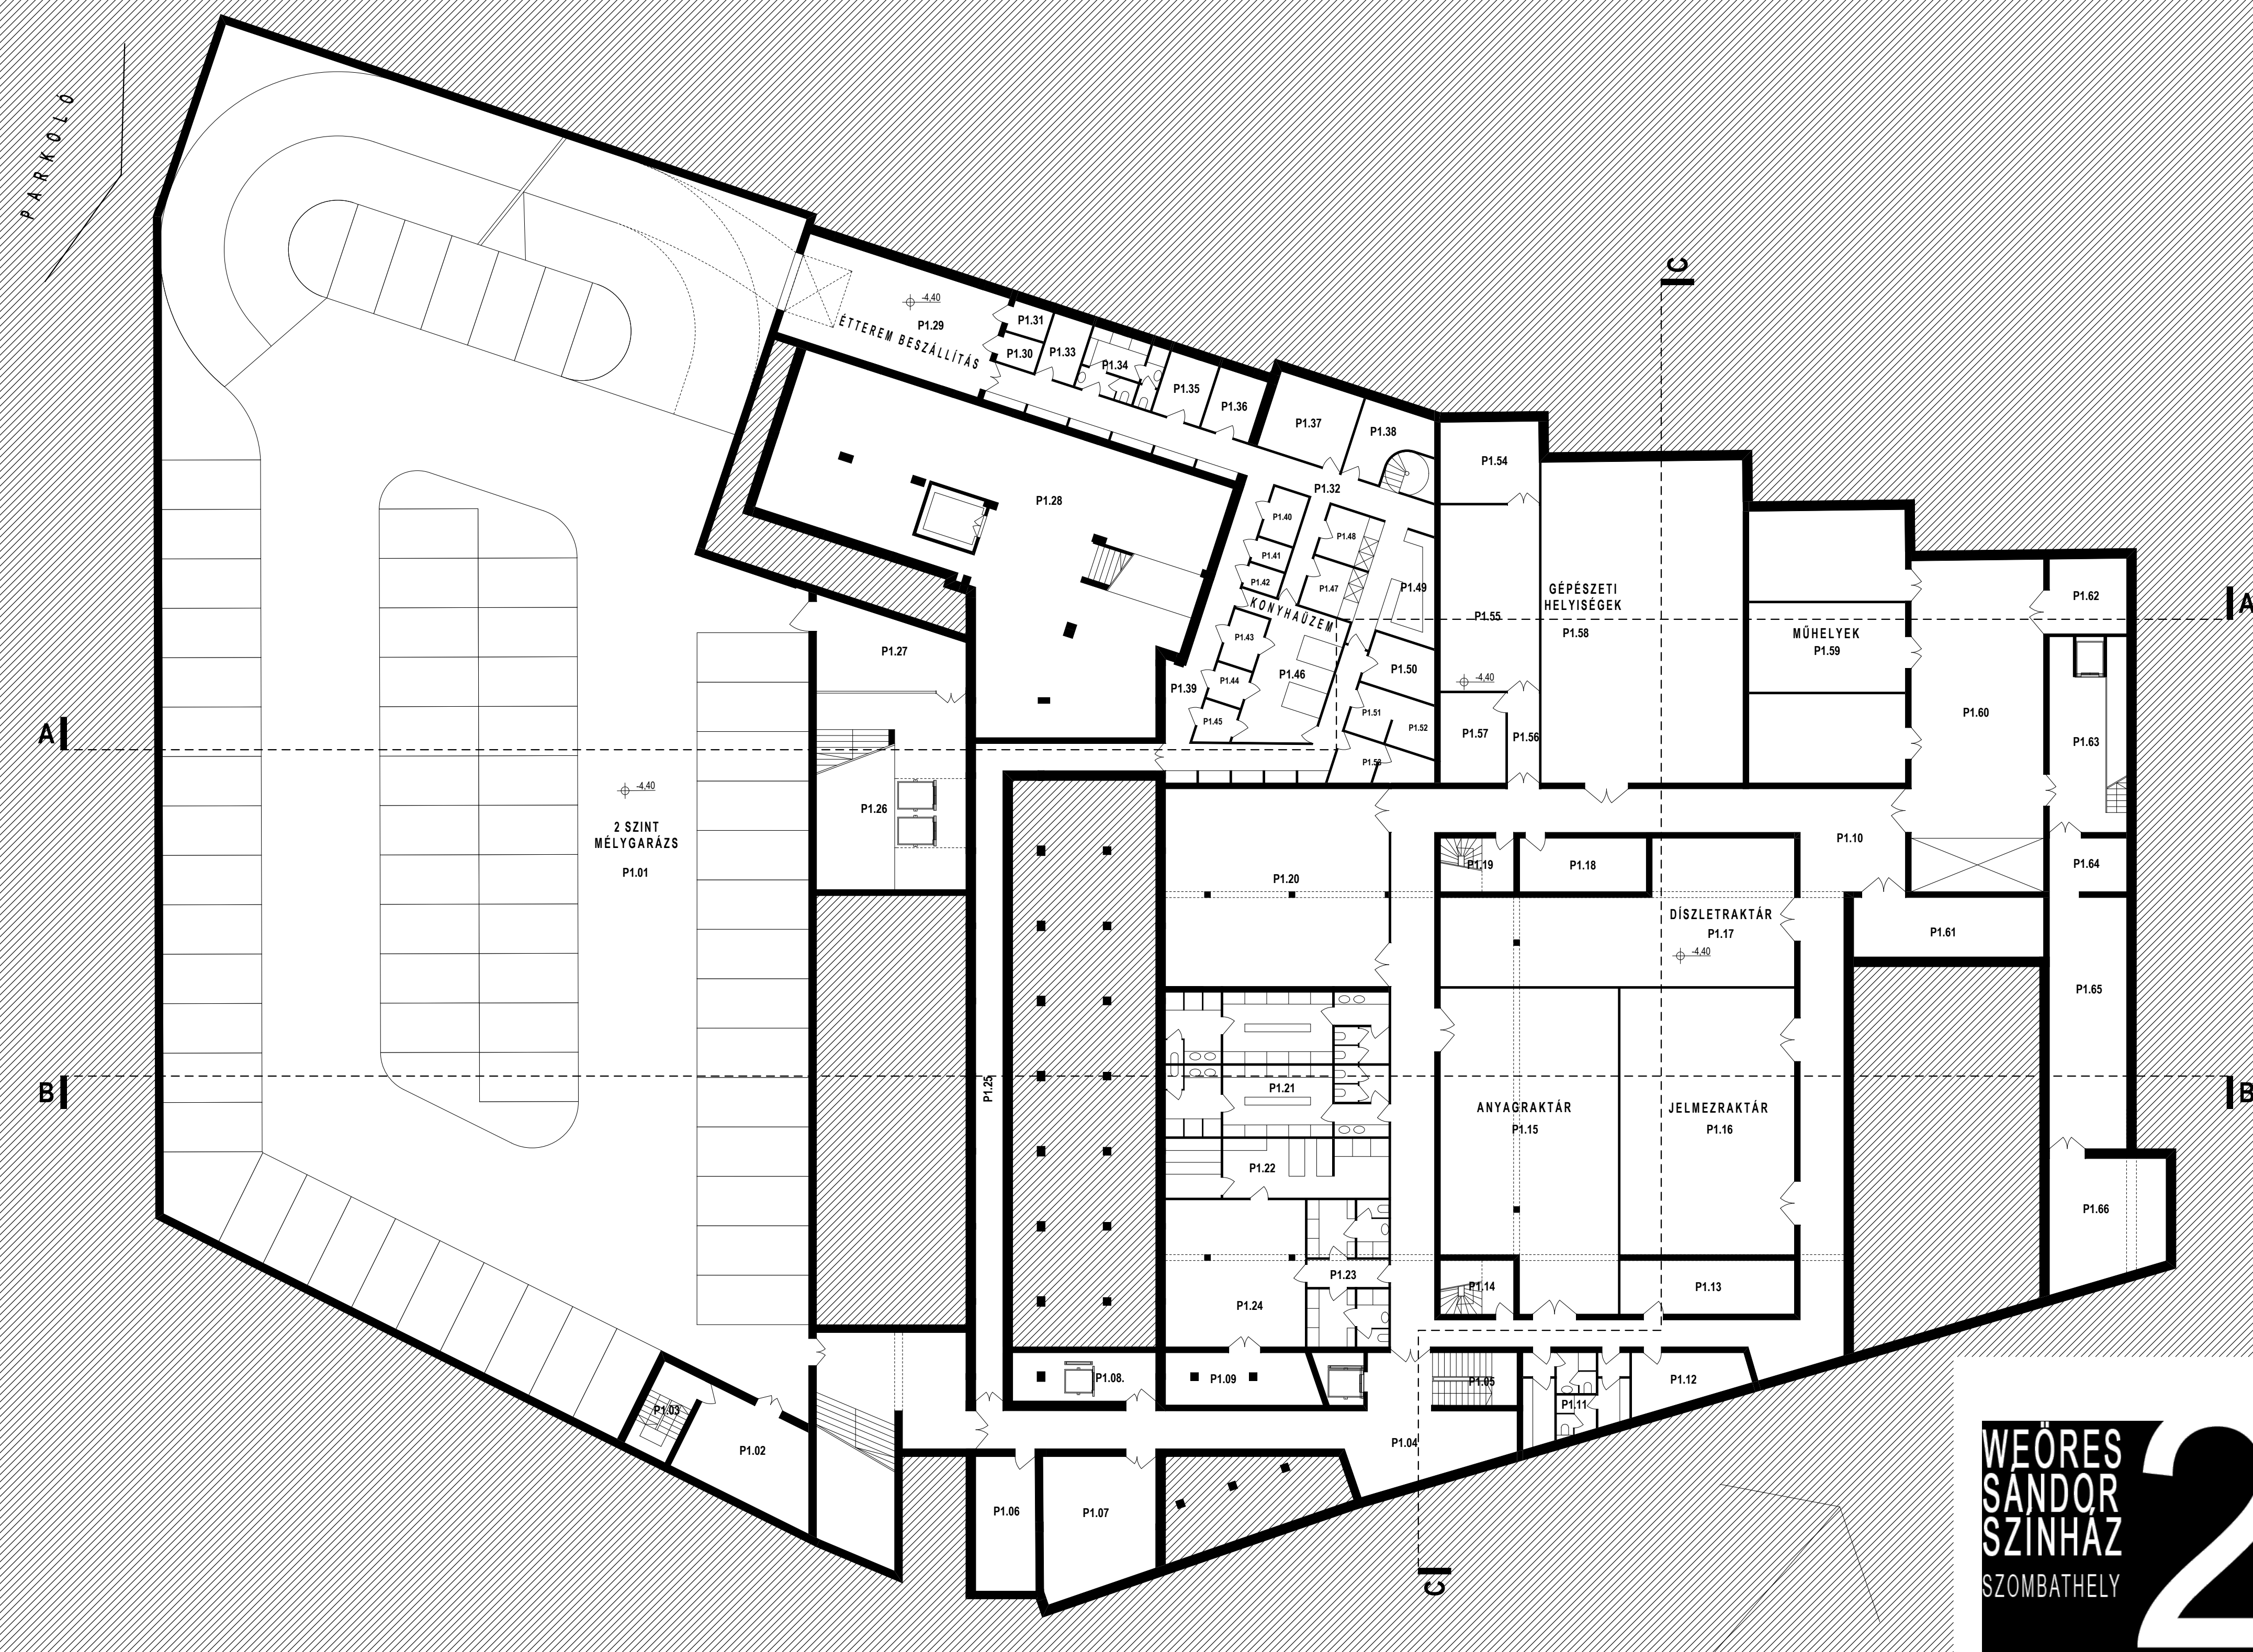 PARKOLÓ
C
-4,40
P1.29
ÉTTEREM BESZÁLLÍTÁS
P1.31
P1.30
P1.33
P1.34
P1.35
P1.36
P1.37
P1.38
P1.54
P1.28
P1.32
P1.40
P1.48
P1.41
P1.42
P1.47
P1.49
KONYHAÜZEM
P1.43
P1.44
P1.45
P1.46
P1.39
P1.50
P1.51
P1.52
P1.53
P1.55
GÉPÉSZETI
HELYISÉGEK
P1.58
-4,40
P1.57
P1.56
MŰHELYEK
P1.59
P1.62
A
P1.60
P1.63
P1.27
A
P1.26
-4,40
2 SZINT
MÉLYGARÁZS
P1.01
P1.20
P1.19
P1.18
P1.10
P1.64
DÍSZLETRAKTÁR
P1.17
-4,40
P1.61
P1.65
B
P1.25
P1.21
ANYAGRAKTÁR
P1.15
JELMEZRAKTÁR
P1.16
B
P1.22
P1.66
P1.23
P1.14
P1.13
P1.24
P1.08.
P1.09
P1.05
P1.12
P1.11
P1.03
P1.02
P1.04
P1.06
P1.07
C
WEÖRES
SÁNDOR
SZÍNHÁZ
SZOMBATHELY
2